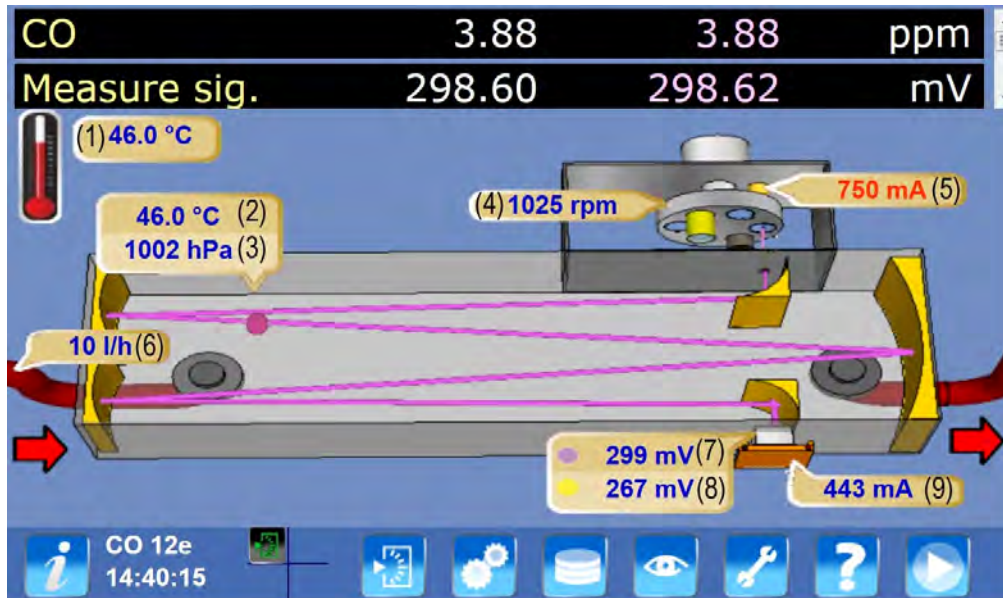 CO 3.88 3.88 ppm
Measure sig. 298.60 298.62 mV
(1) 46.0 °C
46.0 °C (2)
1002 hPa (3)
(4) 1025 rpm
750 mA (5)
10 l/h (6)
299 mV (7)
267 mV (8)
443 mA (9)
i
CO 12e
14:40:15
?